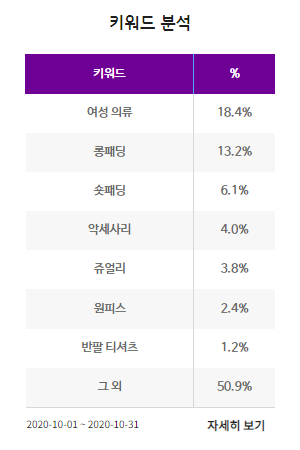 키워드 분석
키워드 %
여성 의류 18.4%
롱패딩 13.2%
숏패딩 6.1%
악세사리 4.0%
쥬얼리 3.8%
원피스 2.4%
반팔 티셔츠 1.2%
그 외 50.9%
2020-10-01 ~ 2020-10-31 자세히 보기